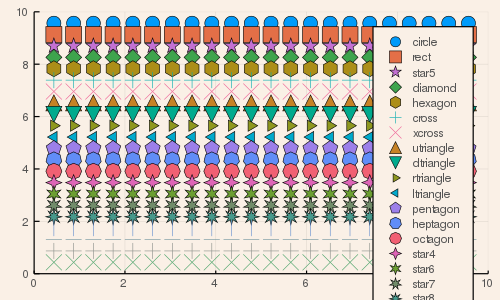 10
8
6
4
2
0
0
2
4
6
10
circle
rect
star5
diamond
hexagon
cross
xcross
utriangle
dtriangle
rtriangle
ltriangle
pentagon
heptagon
octagon
star4
star6
star7
star8